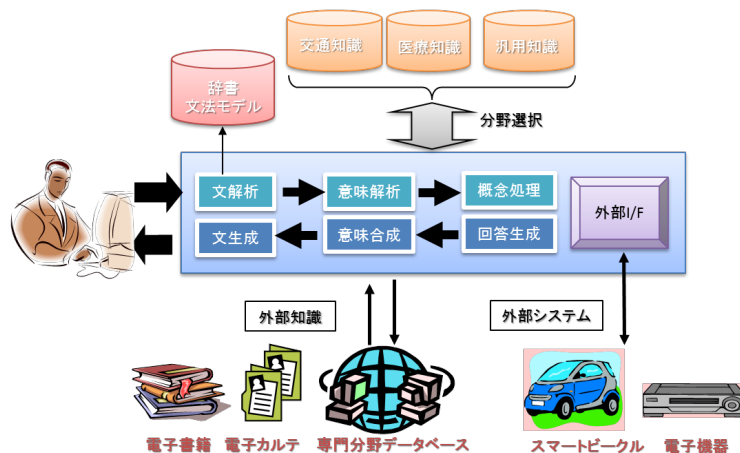 交通知識
医療知識
汎用知識
辞書
文法モデル
分野選択
文解析
意味解析
概念処理
外部I/F
文生成
意味合成
回答生成
外部知識
外部システム
電子書籍
電子カルテ
専門分野データベース
スマートビークル
電子機器